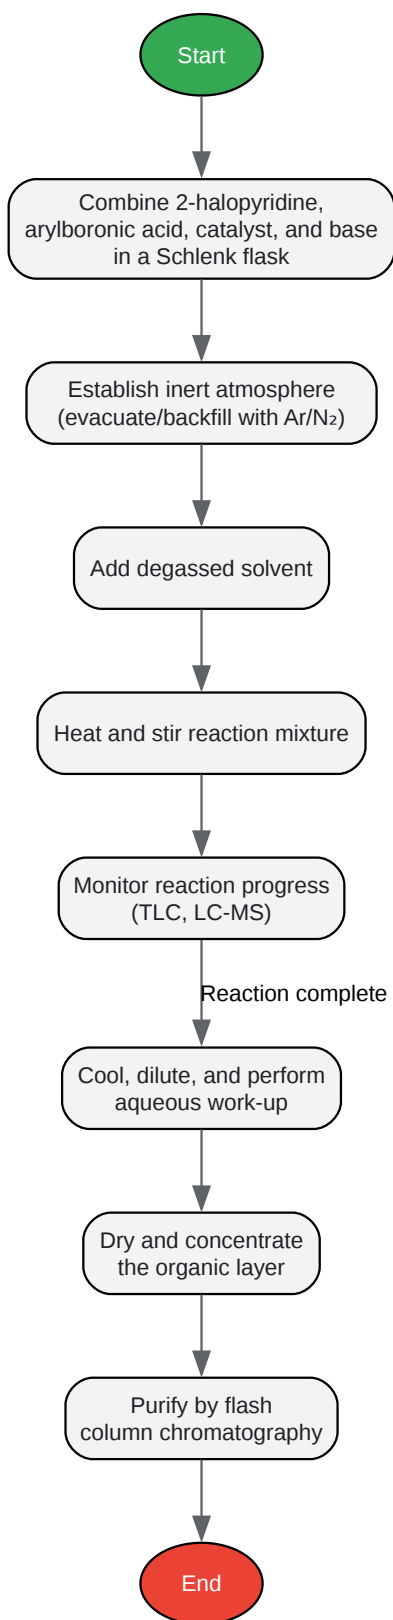 Start
Combine 2-halopyridine,
arylboronic acid, catalyst, and base
in a Schlenk flask
Establish inert atmosphere
(evacuate/backfill with Ar/N₂)
Add degassed solvent
Heat and stir reaction mixture
Monitor reaction progress
(TLC, LC-MS)
Reaction complete
Cool, dilute, and perform
aqueous work-up
Dry and concentrate
the organic layer
Purify by flash
column chromatography
End